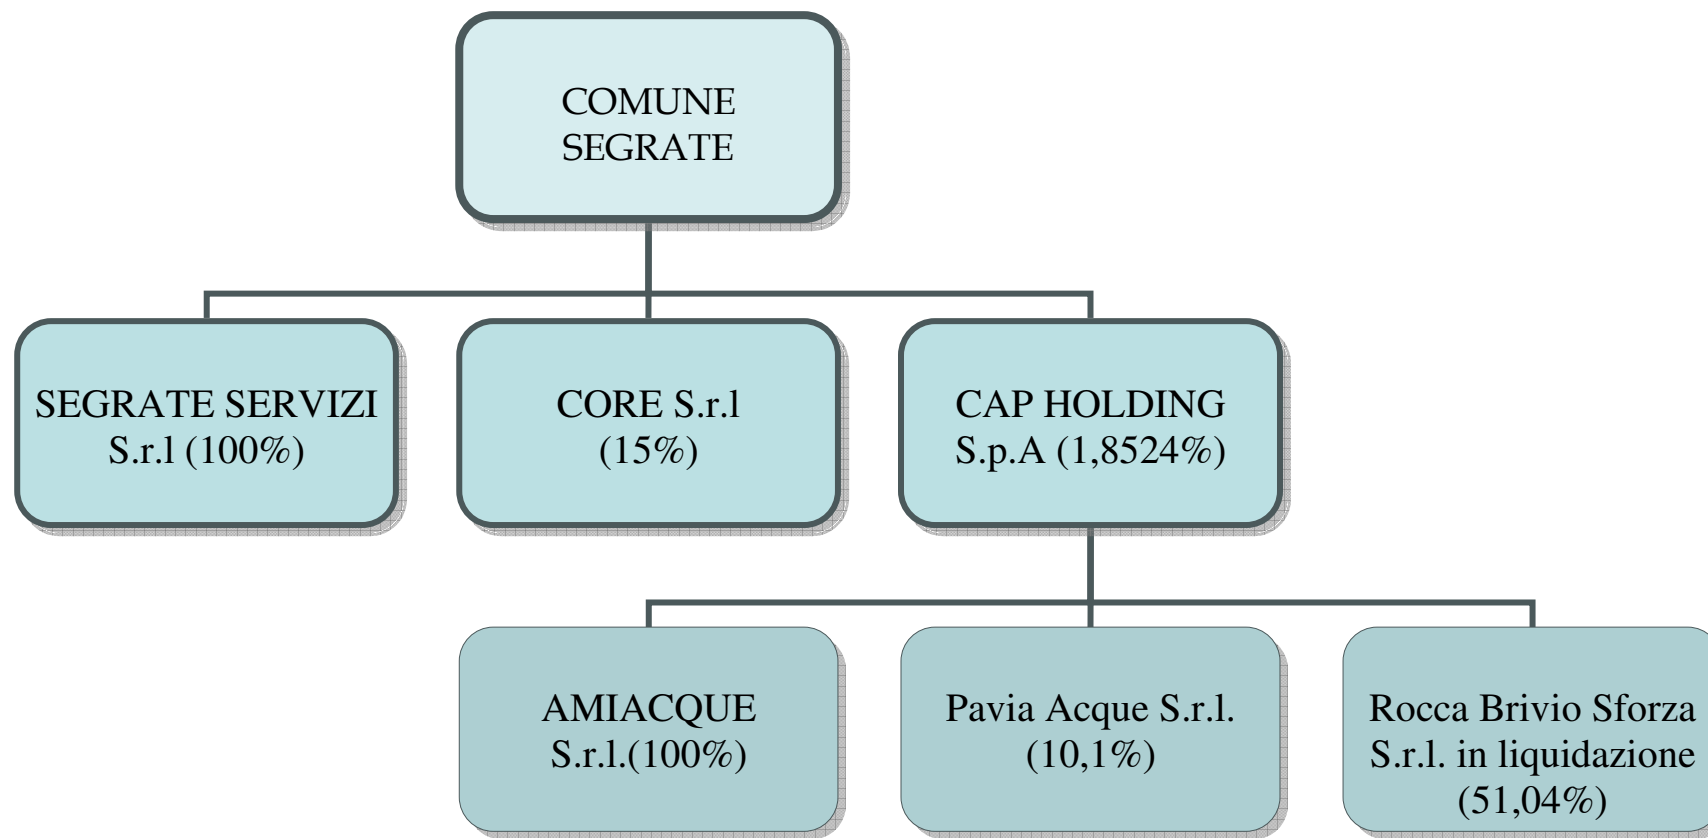 COMUNE
SEGRATE
SEGRATE SERVIZI
S.r.l (100%)
CORE S.r.l
(15%)
CAP HOLDING
S.p.A (1,8524%)
AMIACQUE
S.r.l.(100%)
Pavia Acque S.r.l.
(10,1%)
Rocca Brivio Sforza
S.r.l. in liquidazione
(51,04%)